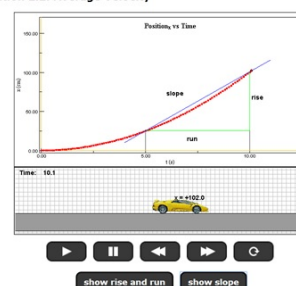 Position, vs Time
150.00
100.00
slope
rise
50.00
run
0.00
0.00
5.00
10.00
t (s)
Time: 10.1
x = +102.0
show rise and run
show slope